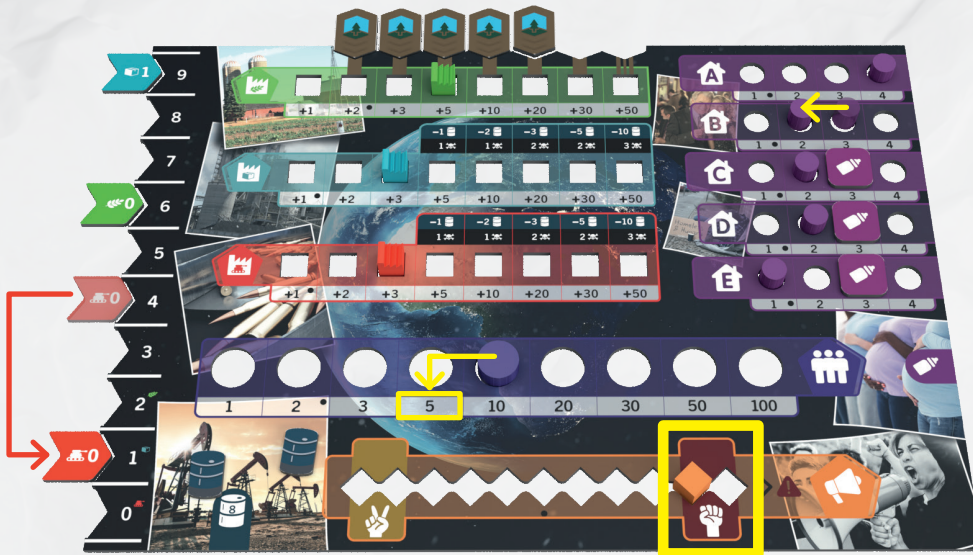 1 9
+1 +2 • +3 +5 +10 +20 +30 +50
A
1 • 2 3 4
8
B
1 • 2 3 4
-1 -2 -3 -5 -10
1 1 2 2 3
7
+1 • +2 +3 +5 +10 +20 +30 +50
C
1 • 2 3 4
0 6
-1 -2 -3 -5 -10
1 1 2 2 3
D
1 • 2 3 4
5
+1 • +2 +3 +5 +10 +20 +30 +50
E
1 • 2 3 4
0 4
3
1 2 • 3 5 10 20 30 50 100
2
0 1
8
0